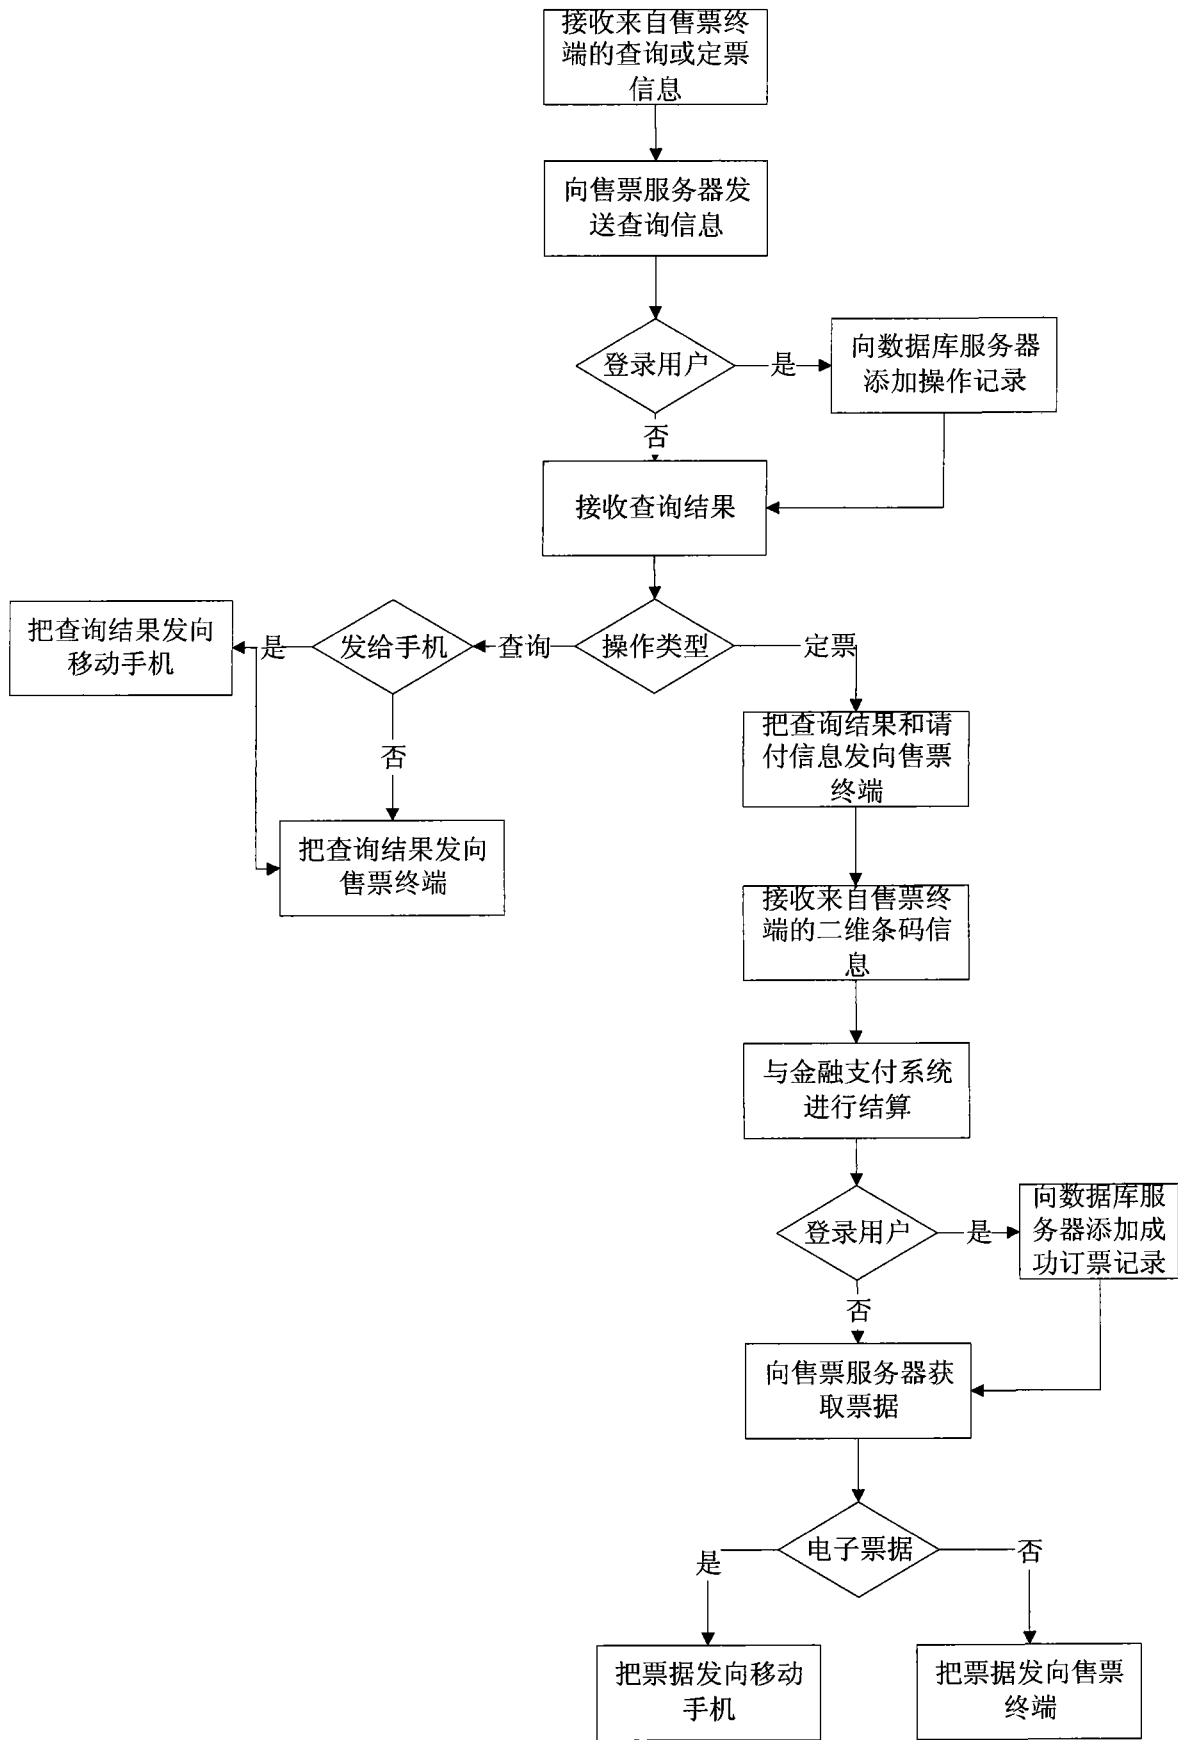 接收来自售票终
端的查询或定票
信息
向售票服务器发
送查询信息
登录用户
是
向数据库服务器
添加操作记录
否
接收查询结果
把查询结果发向
移动手机
是
发给手机
查询
操作类型
定票
把查询结果和请
付信息发向售票
终端
否
把查询结果发向
售票终端
接收来自售票终
端的二维条码信
息
与金融支付系统
进行结算
登录用户
是
向数据库服
务器添加成
功订票记录
否
向售票服务器获
取票据
电子票据
是
否
把票据发向移动
手机
把票据发向售票
终端